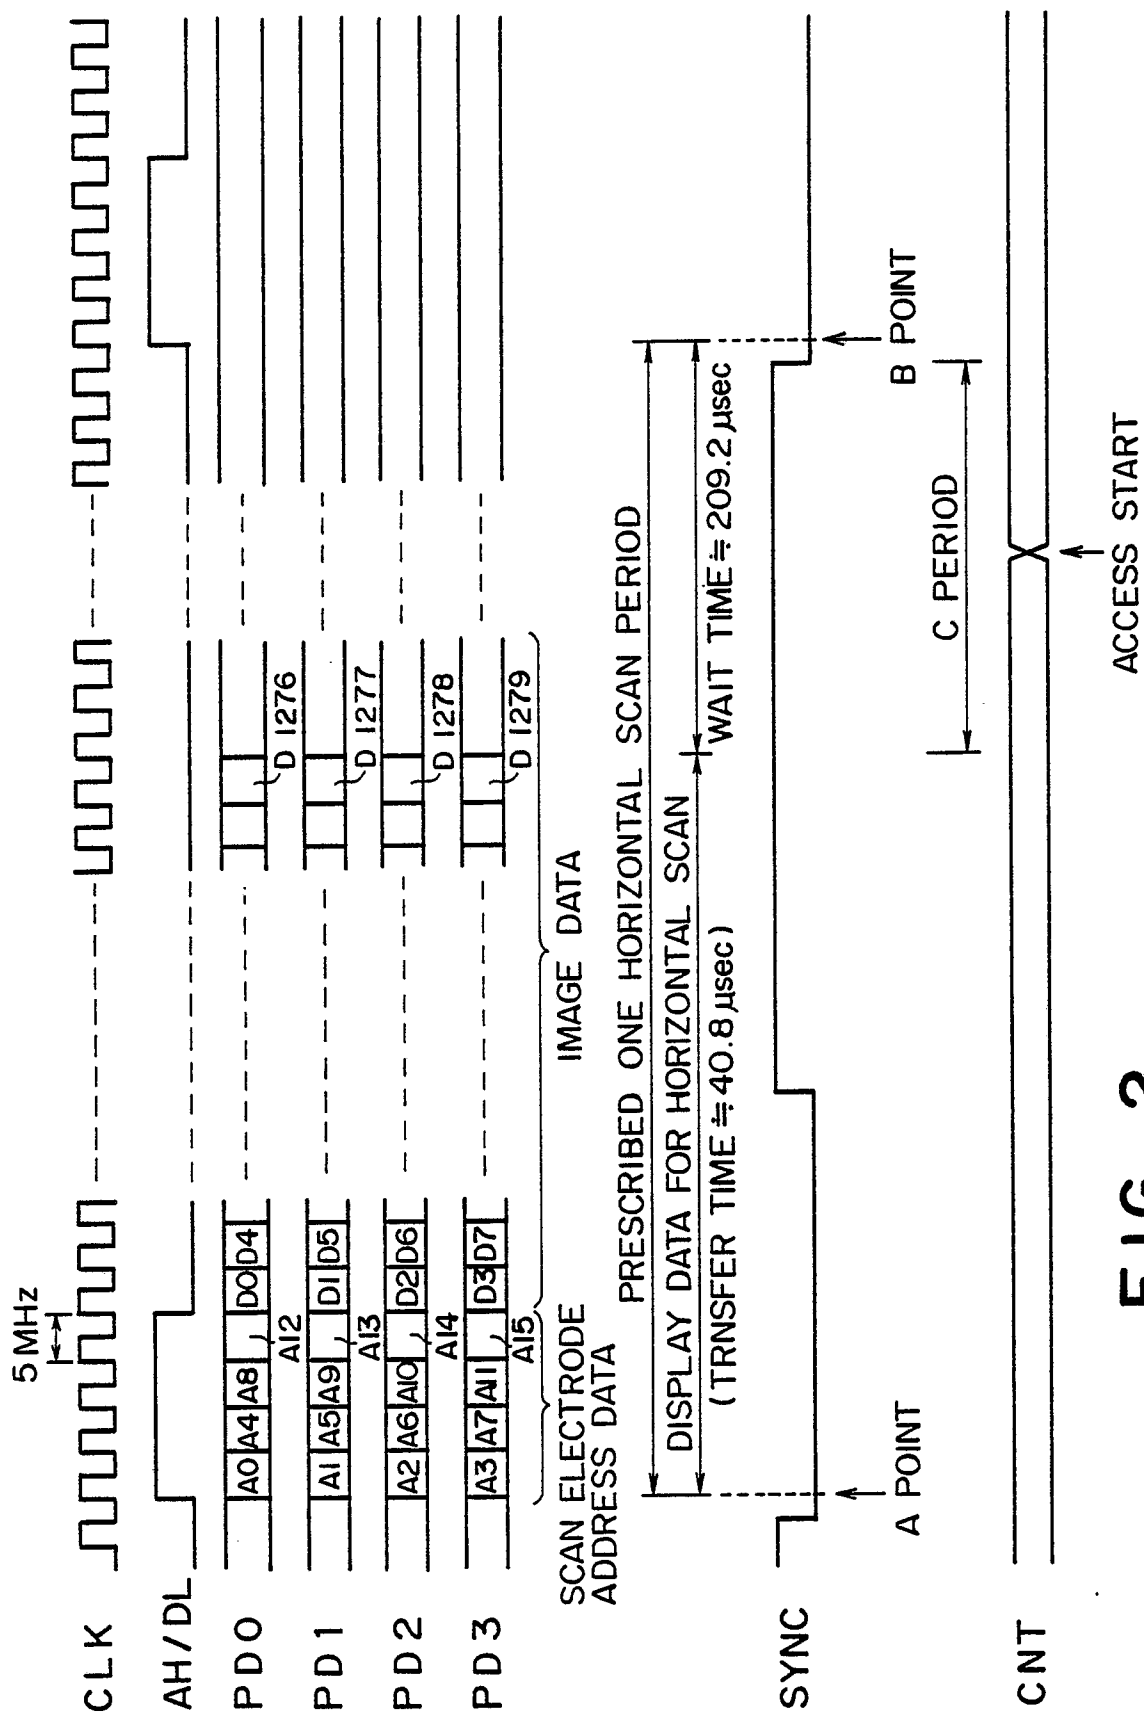 5 MHz
CLK
AH/DL
PD0
A0 A4 A8 A12 D0 D4 D 1276
PD1
A1 A5 A9 A13 D1 D5 D 1277
PD2
A2 A6 A10 A14 D2 D6 D 1278
PD3
A3 A7 A11 A15 D3 D7 D 1279
SCAN ELECTRODE
ADDRESS DATA
IMAGE DATA
PRESCRIBED ONE HORIZONTAL SCAN PERIOD
DISPLAY DATA FOR HORIZONTAL SCAN
(TRNSFER TIME ≒ 40.8 μsec)
WAIT TIME ≒ 209.2 μsec
SYNC
A POINT
B POINT
C PERIOD
CNT
ACCESS START
FIG. 2